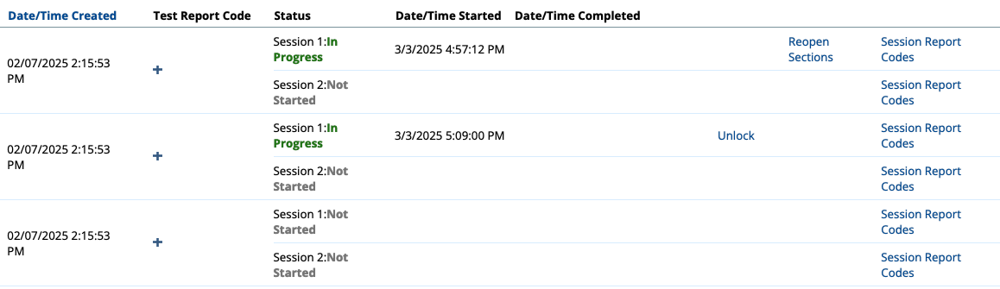 Date/Time Created Test Report Code Status Date/Time Started Date/Time Completed
02/07/2025 2:15:53
PM
+
Session 1:In
Progress
3/3/2025 4:57:12 PM
Reopen
Sections
Session Report
Codes
Session 2:Not
Started
Session Report
Codes
02/07/2025 2:15:53
PM
+
Session 1:In
Progress
3/3/2025 5:09:00 PM
Unlock
Session Report
Codes
Session 2:Not
Started
Session Report
Codes
02/07/2025 2:15:53
PM
+
Session 1:Not
Started
Session Report
Codes
Session 2:Not
Started
Session Report
Codes